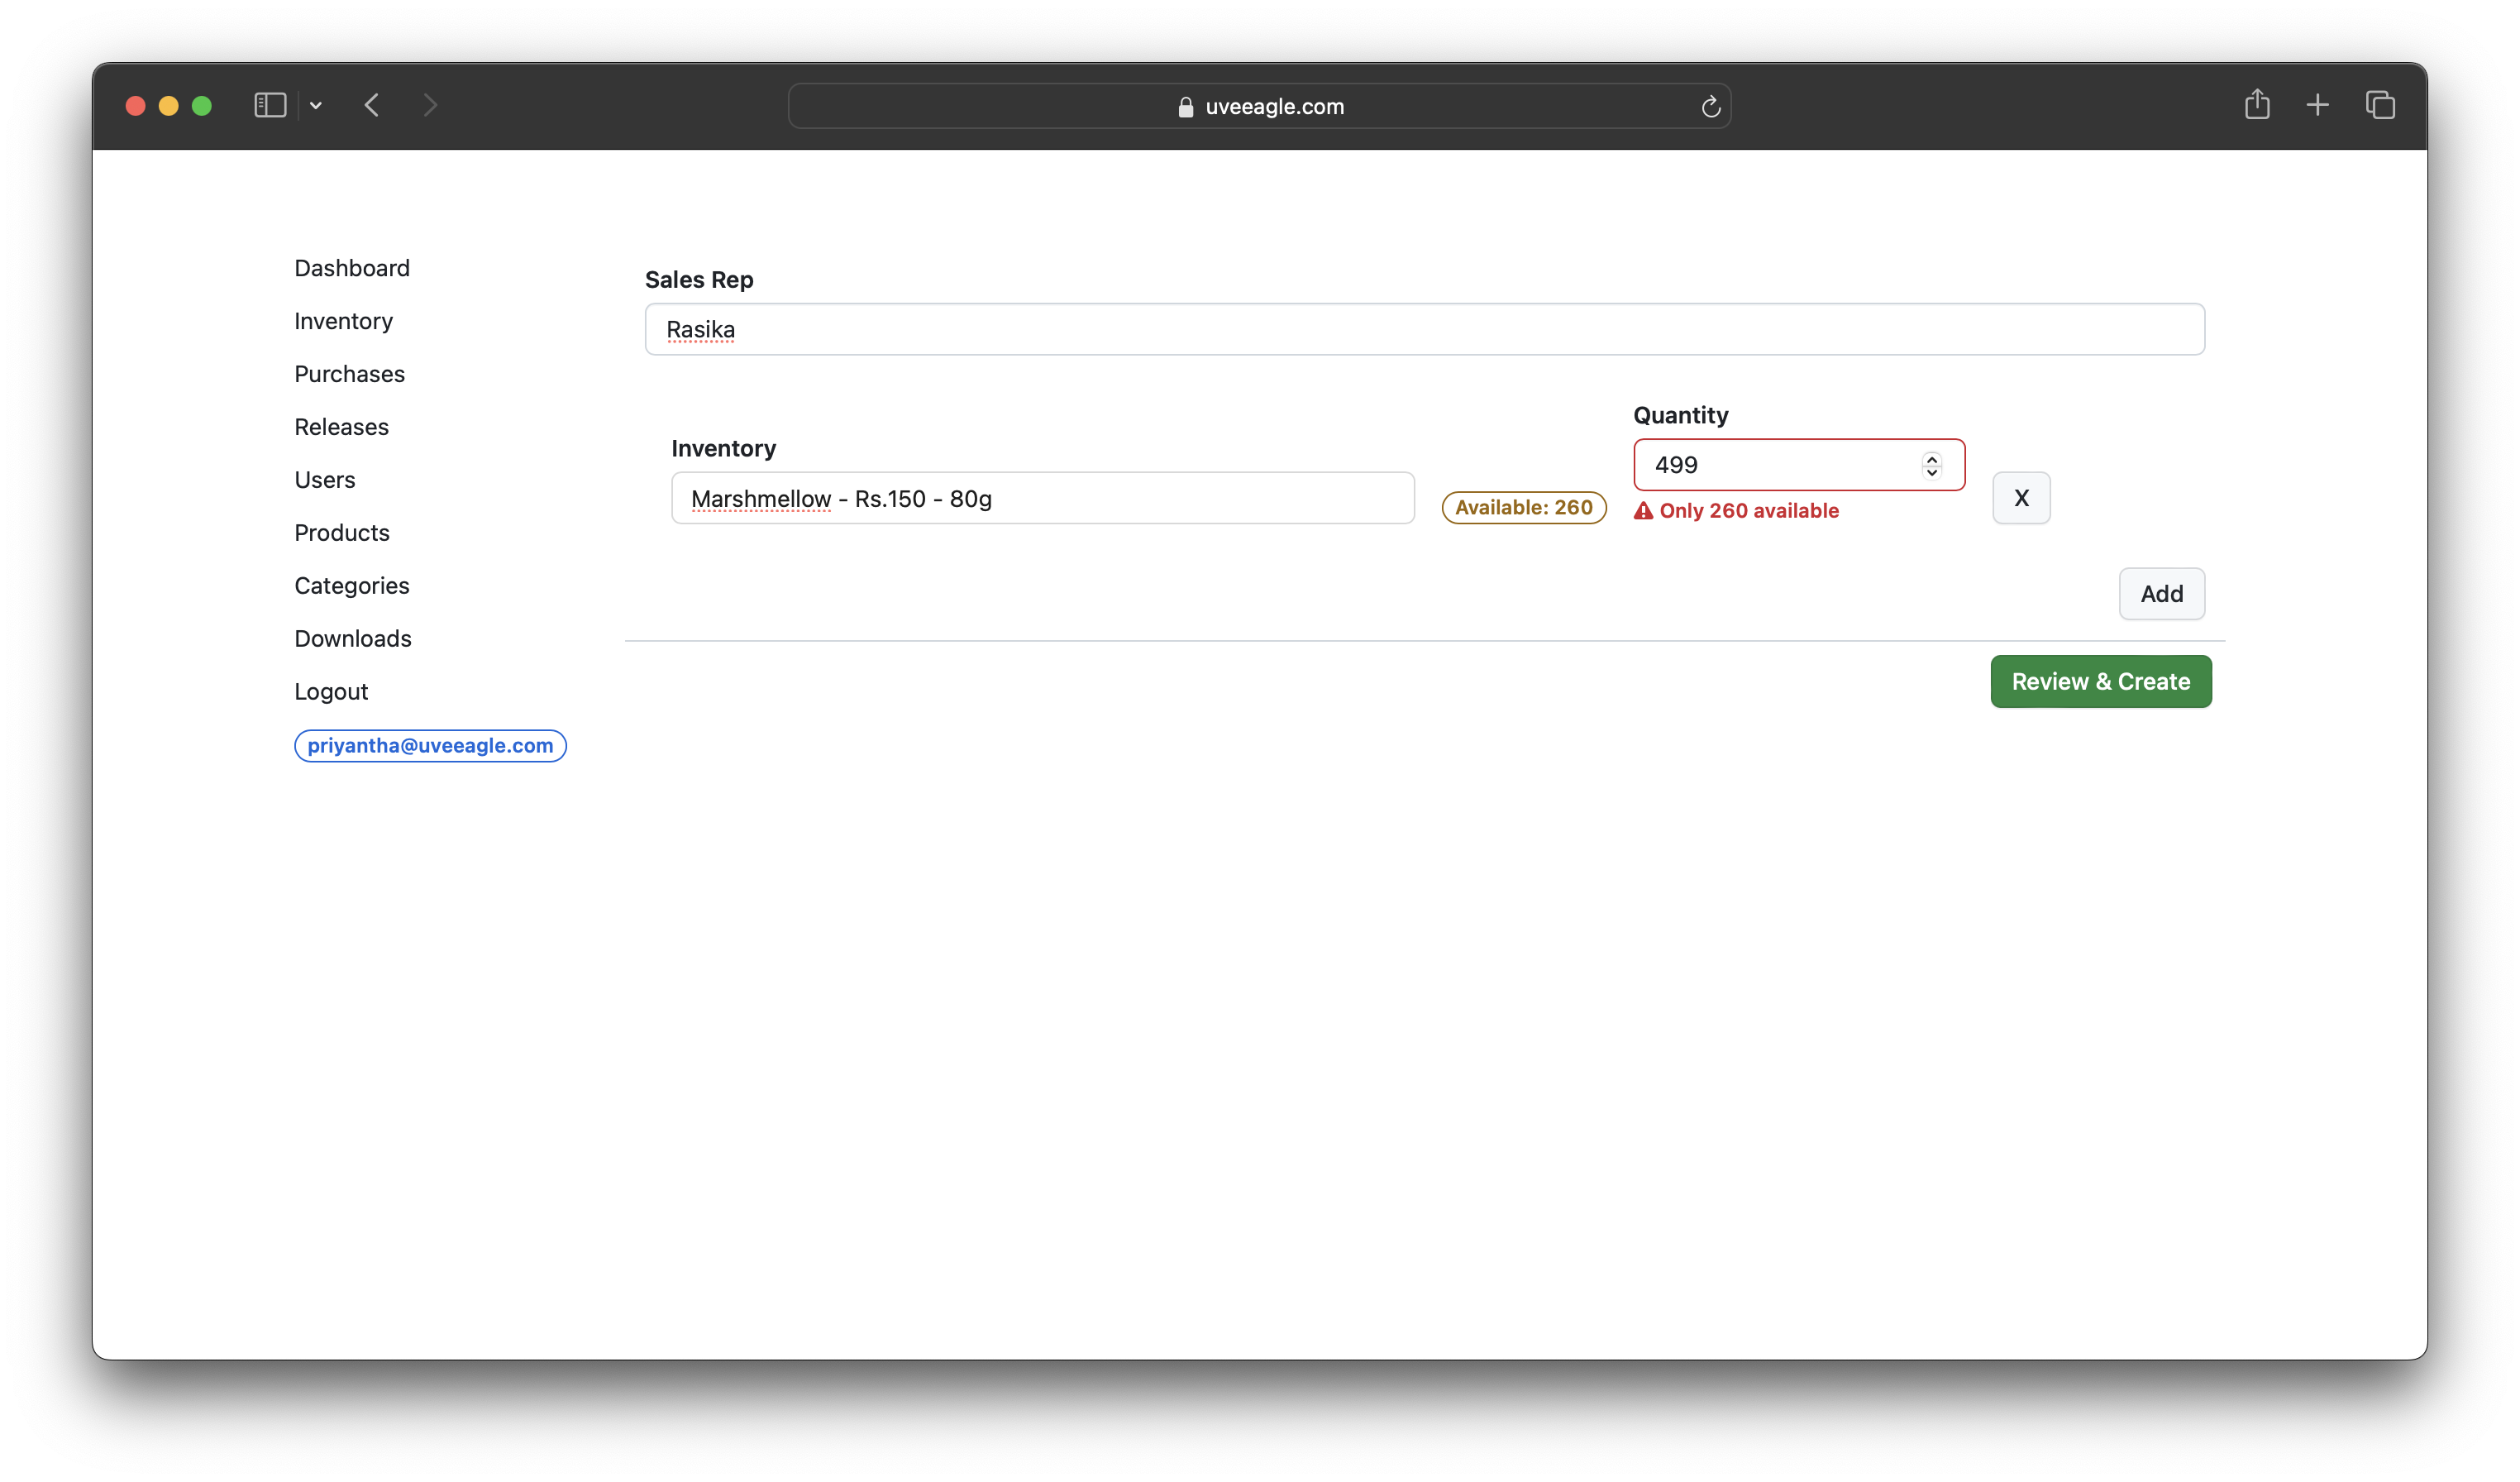 uveeagle.com
Dashboard
Inventory
Purchases
Releases
Users
Products
Categories
Downloads
Logout
priyantha@uveeagle.com
Sales Rep
Rasika
Inventory
Marshmellow - Rs.150 - 80g
Available: 260
Quantity
499
Only 260 available
X
Add
Review & Create